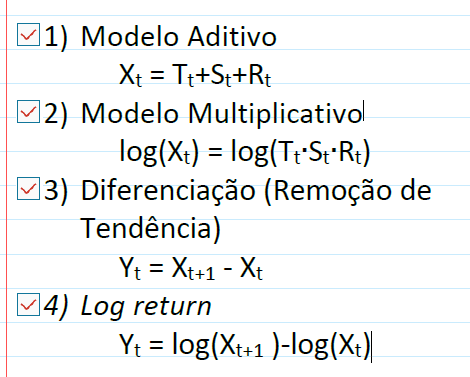 1) Modelo Aditivo
Xₜ = Tₜ+Sₜ+Rₜ
2) Modelo Multiplicativo
log(Xₜ) = log(Tₜ·Sₜ·Rₜ)
3) Diferenciação (Remoção de
Tendência)
Yₜ = Xₜ₊₁ - Xₜ
4) Log return
Yₜ = log(Xₜ₊₁ )-log(Xₜ)